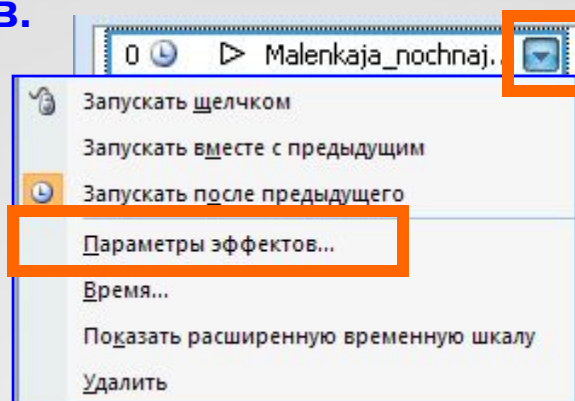 в.
0 Malenkaja_nochnaj...
Запускать щелчком
Запускать вместе с предыдущим
Запускать после предыдущего
Параметры эффектов...
Время...
Показать расширенную временную шкалу
Удалить